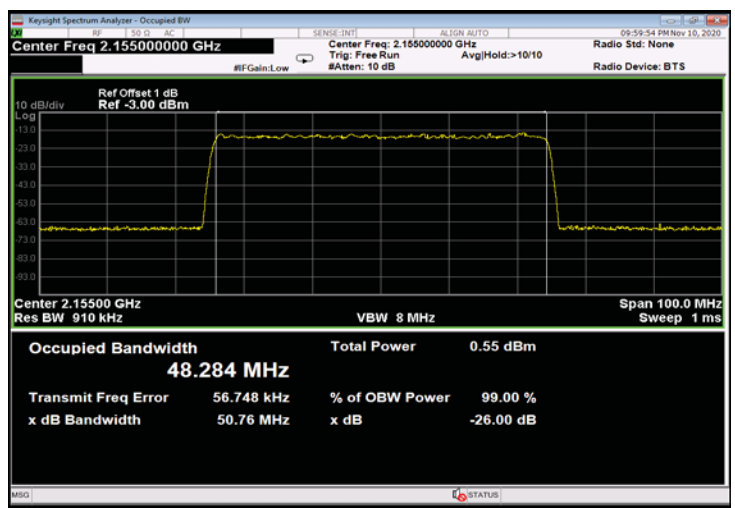 Keysight Spectrum Analyzer - Occupied BW
RF 50 Ω AC SENSE:INT ALIGN AUTO 09:59:54 PM Nov 10, 2020
Center Freq 2.155000000 GHz Center Freq: 2.155000000 GHz Radio Std: None
Trig: Free Run Avg|Hold:>10/10
#IFGain:Low #Atten: 10 dB Radio Device: BTS
Ref Offset 1 dB
10 dB/div Ref -3.00 dBm
Log
-13.0
-23.0
-33.0
-43.0
-53.0
-63.0
-73.0
-83.0
-93.0
Center 2.15500 GHz Span 100.0 MHz
Res BW 910 kHz VBW 8 MHz Sweep 1 ms
Occupied Bandwidth Total Power 0.55 dBm
48.284 MHz
Transmit Freq Error 56.748 kHz % of OBW Power 99.00 %
x dB Bandwidth 50.76 MHz x dB -26.00 dB
MSG STATUS